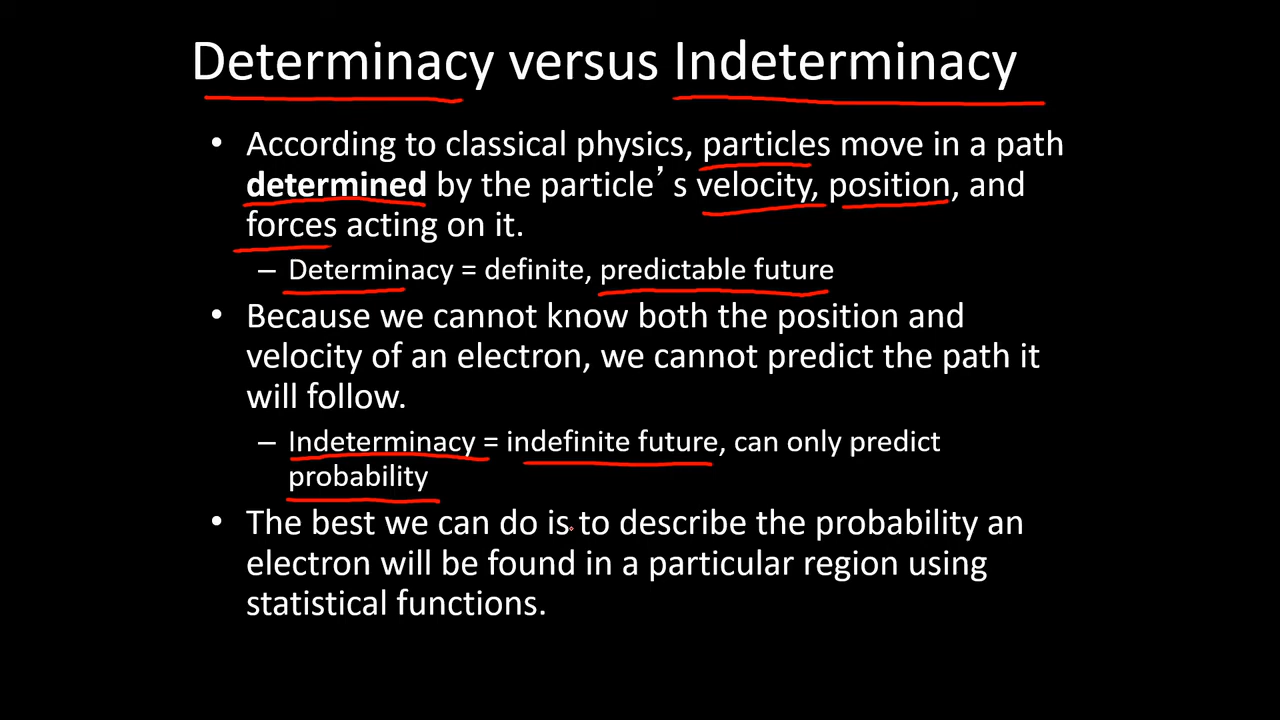 Determinacy versus Indeterminacy
• According to classical physics, particles move in a path
determined by the particle’s velocity, position, and
forces acting on it.
– Determinacy = definite, predictable future
• Because we cannot know both the position and
velocity of an electron, we cannot predict the path it
will follow.
– Indeterminacy = indefinite future, can only predict
probability
• The best we can do is to describe the probability an
electron will be found in a particular region using
statistical functions.